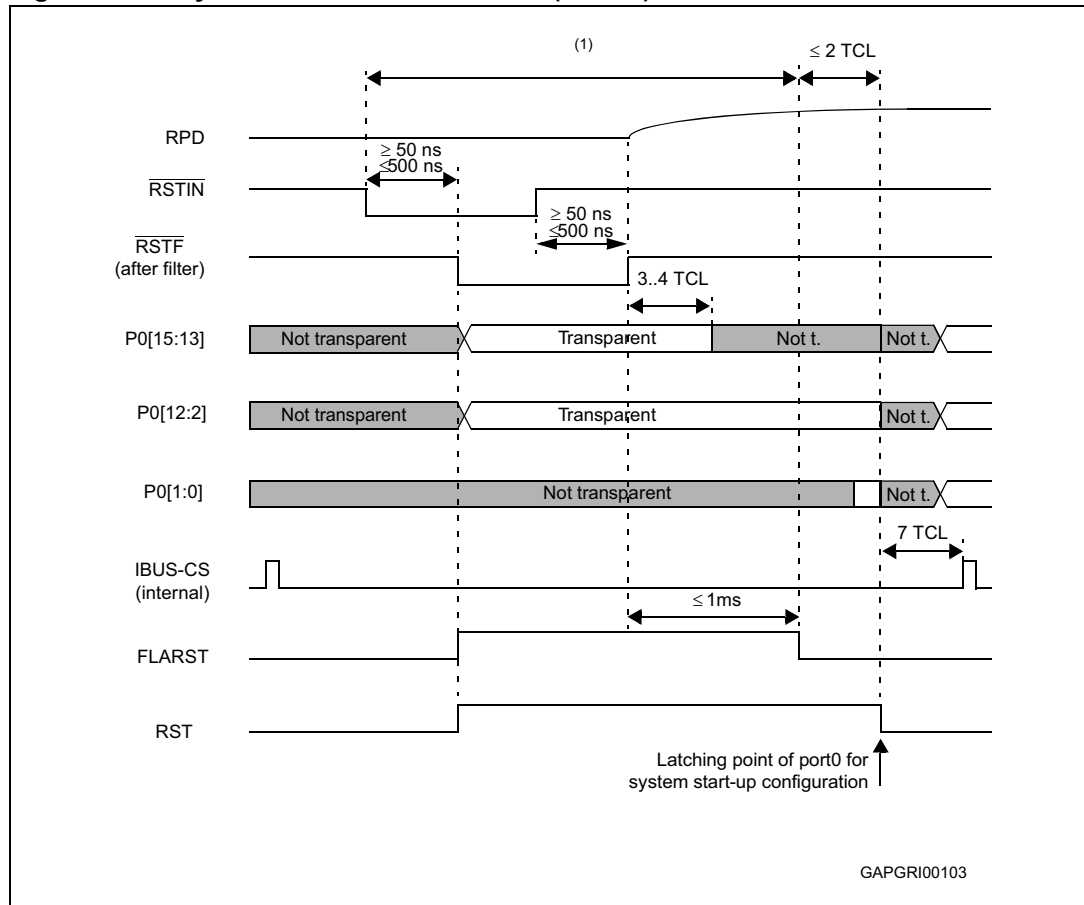 (1)
≤ 2 TCL
RPD
≥ 50 ns
≤500 ns
RSTIN
≥ 50 ns
≤500 ns
RSTF
(after filter)
3..4 TCL
P0[15:13]
Not transparent
Transparent
Not t.
Not t.
P0[12:2]
Not transparent
Transparent
Not t.
P0[1:0]
Not transparent
Not t.
7 TCL
IBUS-CS
(internal)
≤ 1ms
FLARST
RST
Latching point of port0 for
system start-up configuration
GAPGRI00103